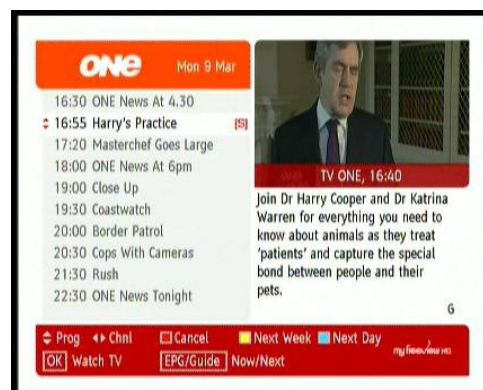 ONE Mon 9 Mar
16:30 ONE News At 4.30
16:55 Harry's Practice [S]
17:20 Masterchef Goes Large
18:00 ONE News At 6pm
19:00 Close Up
19:30 Coastwatch
20:00 Border Patrol
20:30 Cops With Cameras
21:30 Rush
22:30 ONE News Tonight
TV ONE, 16:40
Join Dr Harry Cooper and Dr Katrina
Warren for everything you need to
know about animals as they treat
'patients' and capture the special
bond between people and their
pets.
G
Prog Chnl Cancel Next Week Next Day
OK Watch TV EPG/Guide Now/Next
my freeview HD